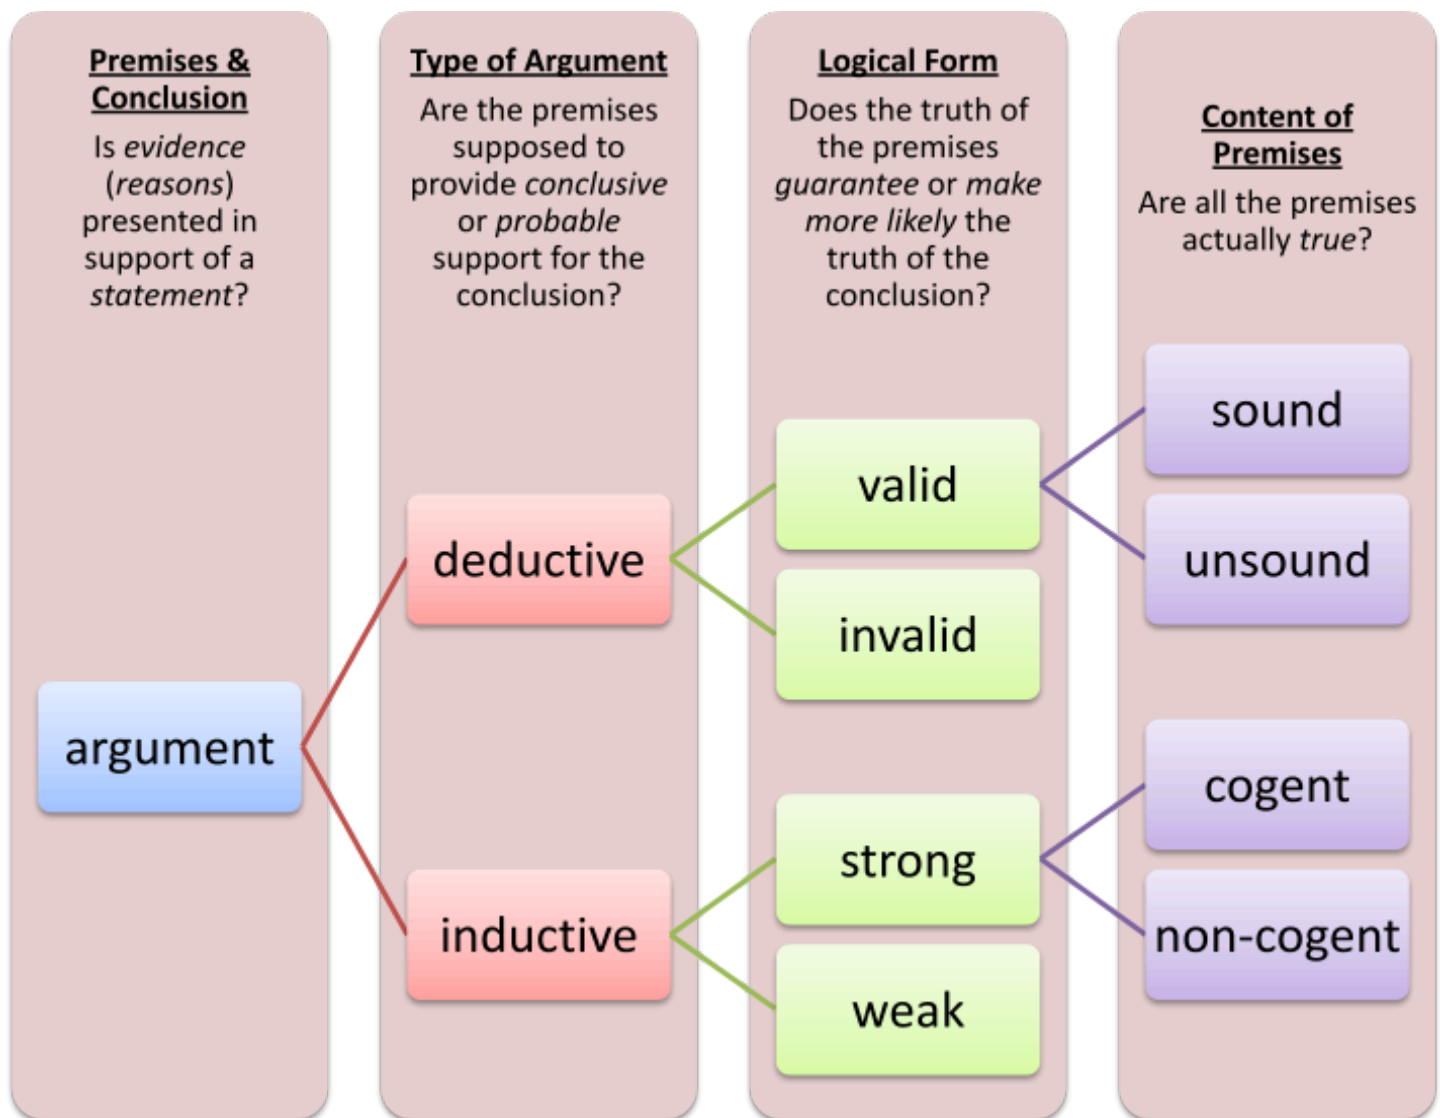 Premises &
Conclusion
Is evidence
(reasons)
presented in
support of a
statement?
Type of Argument
Are the premises
supposed to
provide conclusive
or probable
support for the
conclusion?
Logical Form
Does the truth of
the premises
guarantee or make
more likely the
truth of the
conclusion?
Content of
Premises
Are all the premises
actually true?
argument
deductive
inductive
valid
invalid
strong
weak
sound
unsound
cogent
non-cogent